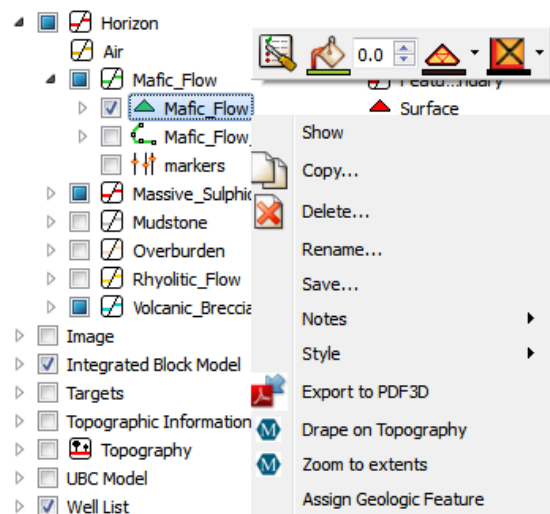 Horizon
Air
0.0
Mafic_Flow
Mafic_Flow
Surface
Mafic_Flow_
markers
Massive_Sulphid
Mudstone
Overburden
Rhyolitic_Flow
Volcanic_Breccia
Image
Integrated Block Model
Targets
Topographic Information
Topography
UBC Model
Well List
Show
Copy...
Delete...
Rename...
Save...
Notes
Style
Export to PDF3D
Drape on Topography
Zoom to extents
Assign Geologic Feature